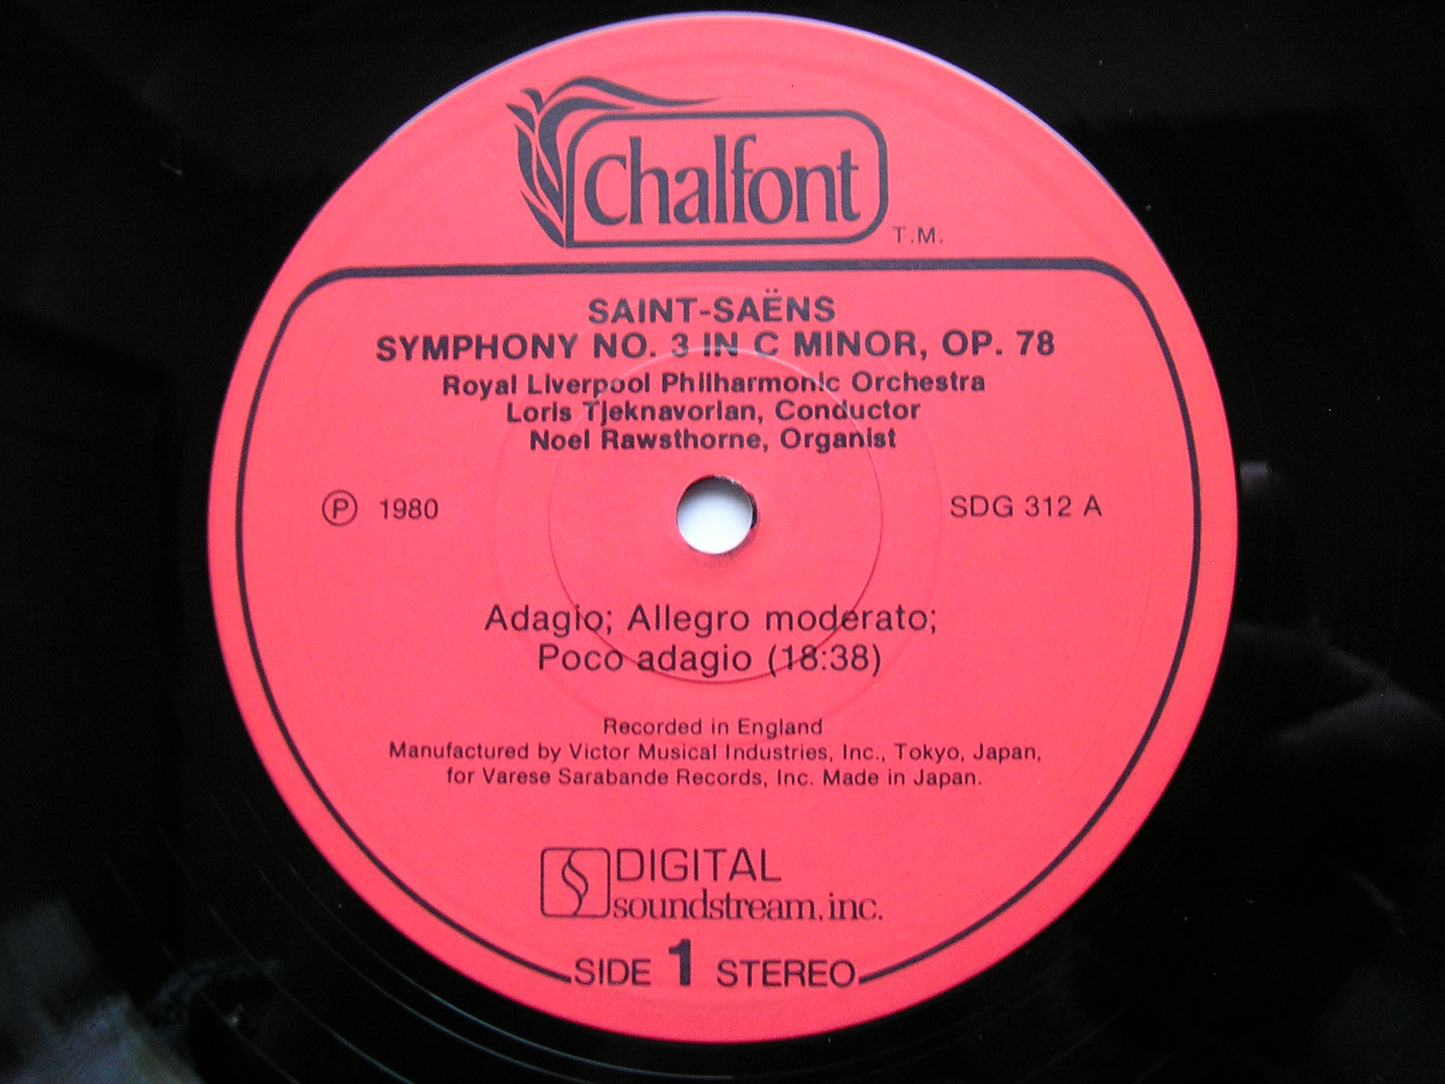 Chalfont
T.M.
SAINT-SAËNS
SYMPHONY NO. 3 IN C MINOR, OP. 78
Royal Liverpool Philharmonic Orchestra
Loris Tjeknavorian, Conductor
Noel Rawsthorne, Organist
Ⓟ 1980
SDG 312 A
Adagio; Allegro moderato;
Poco adagio (18:38)
Recorded in England
Manufactured by Victor Musical Industries, Inc., Tokyo, Japan,
for Varese Sarabande Records, Inc. Made in Japan.
DIGITAL
soundstream, inc.
SIDE 1 STEREO